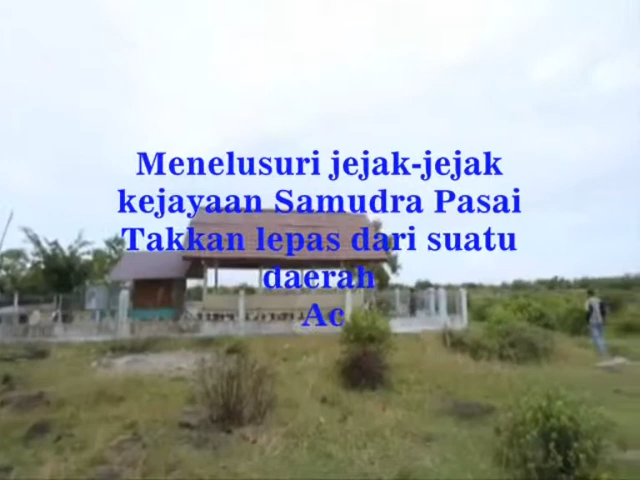 Menelusuri jejak-jejak
kejayaan Samudra Pasai
Takkan lepas dari suatu
daerah
Ac